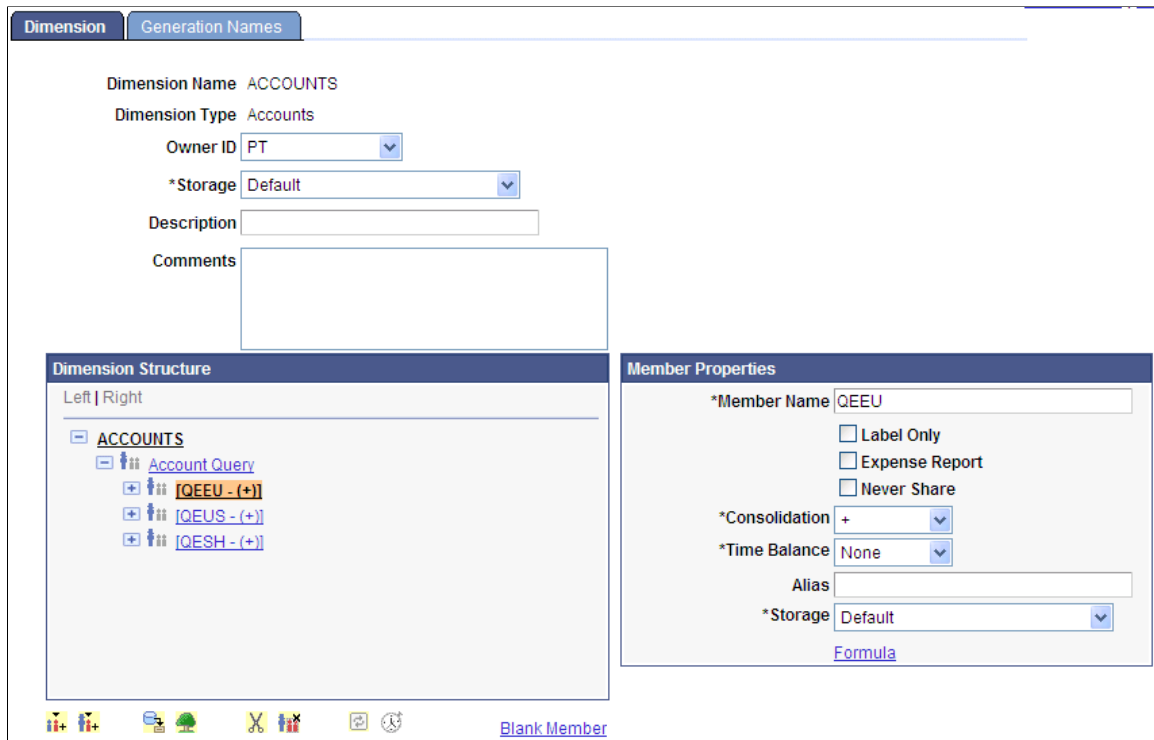 Dimension Generation Names
Dimension Name ACCOUNTS
Dimension Type Accounts
Owner ID PT
*Storage Default
Description
Comments
Dimension Structure
Left | Right
ACCOUNTS
Account Query
[QEEU - (+)]
[QEUS - (+)]
[QESH - (+)]
Blank Member
Member Properties
*Member Name QEEU
Label Only
Expense Report
Never Share
*Consolidation +
*Time Balance None
Alias
*Storage Default
Formula